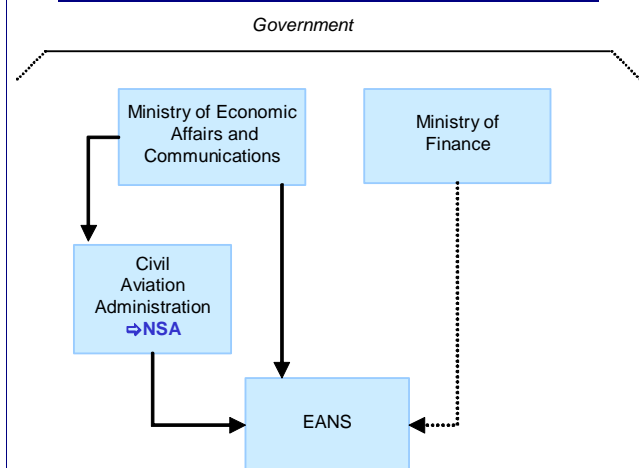 Government
Ministry of Economic
Affairs and
Communications
Ministry of
Finance
Civil
Aviation
Administration
⇨NSA
EANS